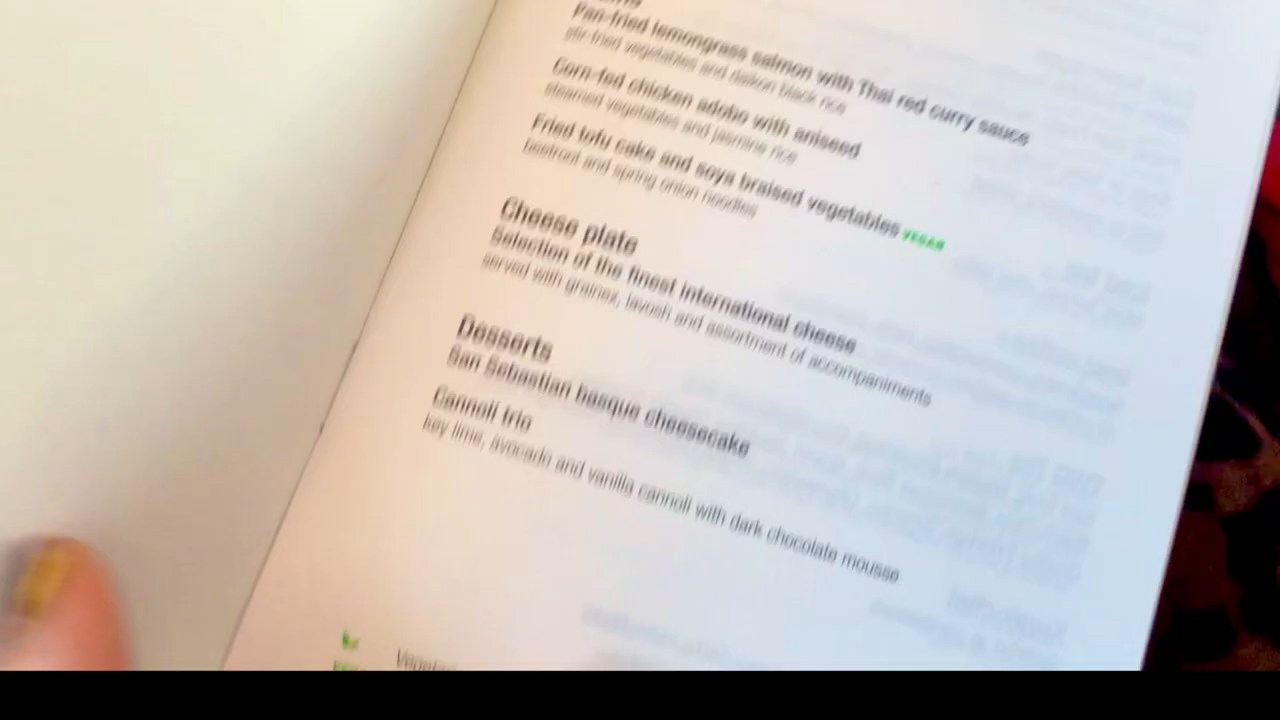 Pan-fried lemongrass salmon with Thai red curry sauce
stir-fried vegetables and daikon black rice
Corn-fed chicken adobo with aniseed
steamed vegetables and jasmine rice
Fried tofu cake and soya braised vegetables VEGAN
beetroot and spring onion noodles
Cheese plate
Selection of the finest international cheese
served with grainex, lavosh and assortment of accompaniments
Desserts
San Sebastian basque cheesecake
Cannoli trio
key lime, avocado and vanilla cannoli with dark chocolate mousse